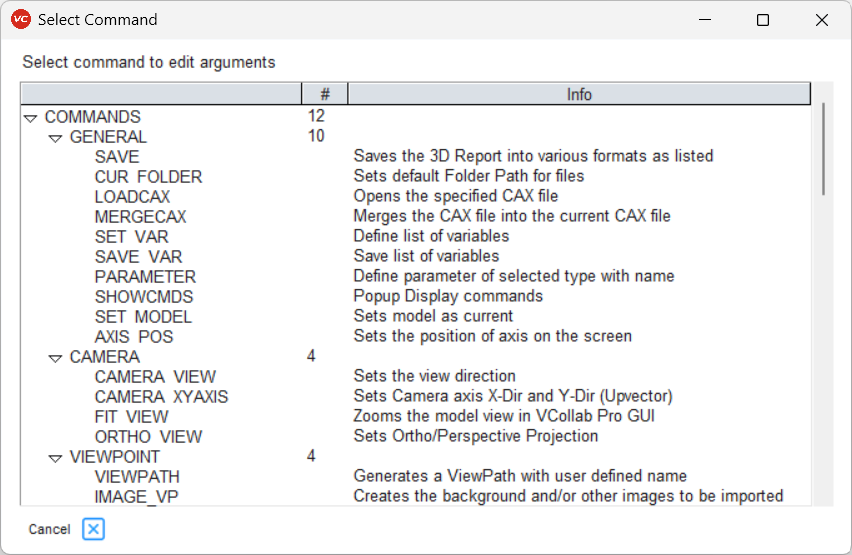 VC Select Command
Select command to edit arguments
# Info
COMMANDS 12
GENERAL 10
SAVE Saves the 3D Report into various formats as listed
CUR_FOLDER Sets default Folder Path for files
LOADCAX Opens the specified CAX file
MERGECAX Merges the CAX file into the current CAX file
SET_VAR Define list of variables
SAVE_VAR Save list of variables
PARAMETER Define parameter of selected type with name
SHOWCMDS Popup Display commands
SET_MODEL Sets model as current
AXIS_POS Sets the position of axis on the screen
CAMERA 4
CAMERA_VIEW Sets the view direction
CAMERA_XYAXIS Sets Camera axis X-Dir and Y-Dir (Upvector)
FIT_VIEW Zooms the model view in VCollab Pro GUI
ORTHO_VIEW Sets Ortho/Perspective Projection
VIEWPOINT 4
VIEWPATH Generates a ViewPath with user defined name
IMAGE_VP Creates the background and/or other images to be imported
Cancel